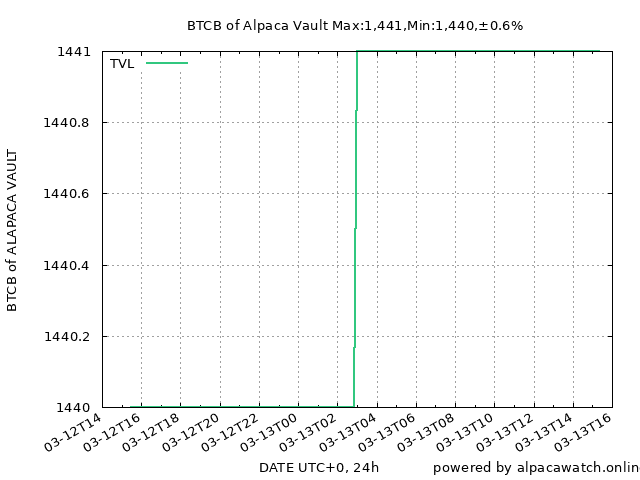 BTCB of Alpaca Vault Max:1,441,Min:1,440,±0.6%
TVL
1441
1440.8
1440.6
1440.4
1440.2
1440
BTCB of ALAPACA VAULT
03-12T14
03-12T16
03-12T18
03-12T20
03-12T22
03-13T00
03-13T02
03-13T04
03-13T06
03-13T08
03-13T10
03-13T12
03-13T14
03-13T16
DATE UTC+0, 24h
powered by alpacawatch.onlin